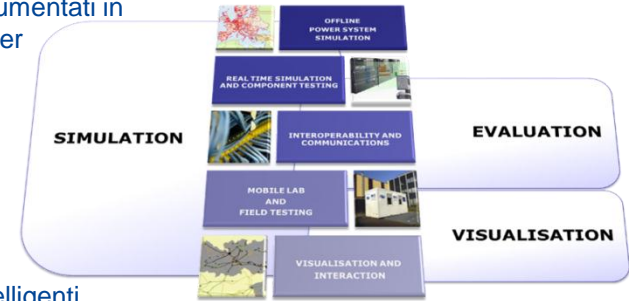 umentati in
er
OFFLINE
POWER SYSTEM
SIMULATION
REAL TIME SIMULATION
AND COMPONENT TESTING
SIMULATION
INTEROPERABILITY AND
COMMUNICATIONS
EVALUATION
MOBILE LAB
AND
FIELD TESTING
VISUALISATION
VISUALISATION AND
INTERACTION
elligenti